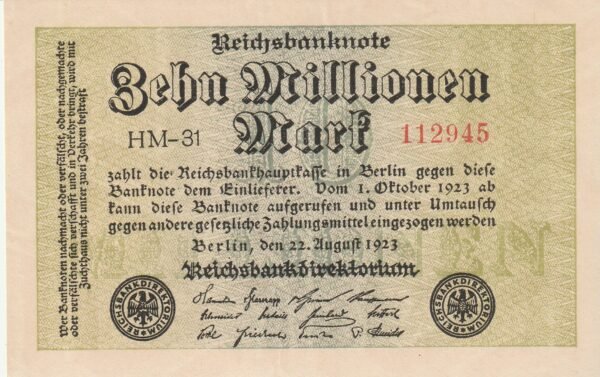 Reichsbanknote
Zehn Millionen
Mark
HM-31
112945
zahlt die Reichsbankhauptkasse in Berlin gegen diese
Banknote dem Einlieferer. Vom 1. Oktober 1923 ab
kann diese Banknote aufgerufen und unter Umtausch
gegen andere gesetzliche Zahlungsmittel eingezogen werden
Berlin, den 22. August 1923
Reichsbankdirektorium
REICHSBANKDIREKTORIUM
REICHSBANKDIREKTORIUM
Wer Banknoten nachmacht oder verfälscht, oder nachgemachte
oder verfälschte sich verschafft und in Verkehr bringt, wird mit
Zuchthaus nicht unter zwei Jahren bestraft